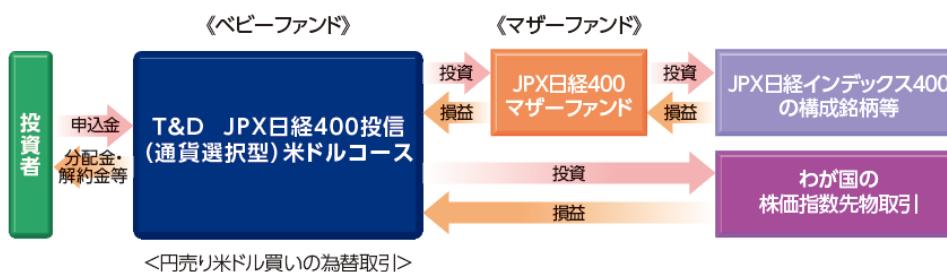 《ベビーファンド》
《マザーファンド》
投資者
申込金
分配金・
解約金等
T&D JPX日経400投信
(通貨選択型)米ドルコース
投資
損益
JPX日経400
マザーファンド
投資
損益
JPX日経インデックス400
の構成銘柄等
投資
損益
わが国の
株価指数先物取引
<円売り米ドル買いの為替取引>